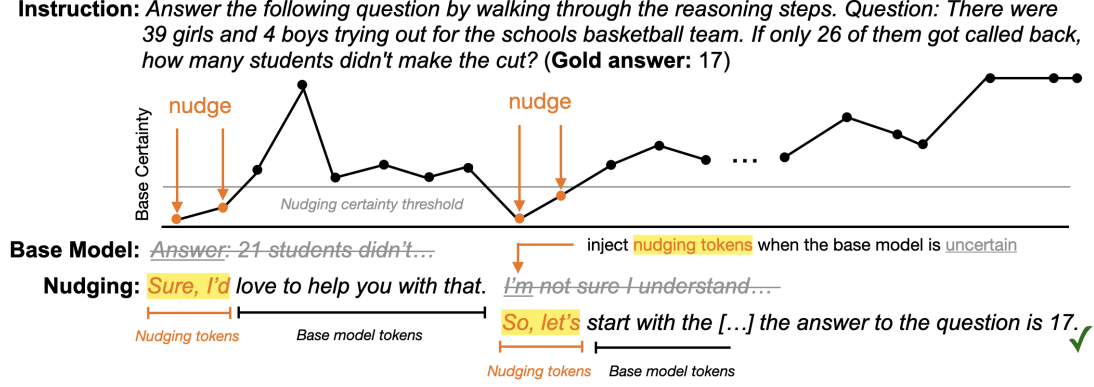 Instruction: Answer the following question by walking through the reasoning steps. Question: There were
39 girls and 4 boys trying out for the schools basketball team. If only 26 of them got called back,
how many students didn't make the cut? (Gold answer: 17)
nudge
nudge
Base Certainty
Nudging certainty threshold
...
Base Model: Answer: 21 students didn't...
inject nudging tokens when the base model is uncertain
Nudging: Sure, I'd love to help you with that. I'm not sure I understand...
Nudging tokens
Base model tokens
So, let's start with the [...] the answer to the question is 17.
Nudging tokens
Base model tokens